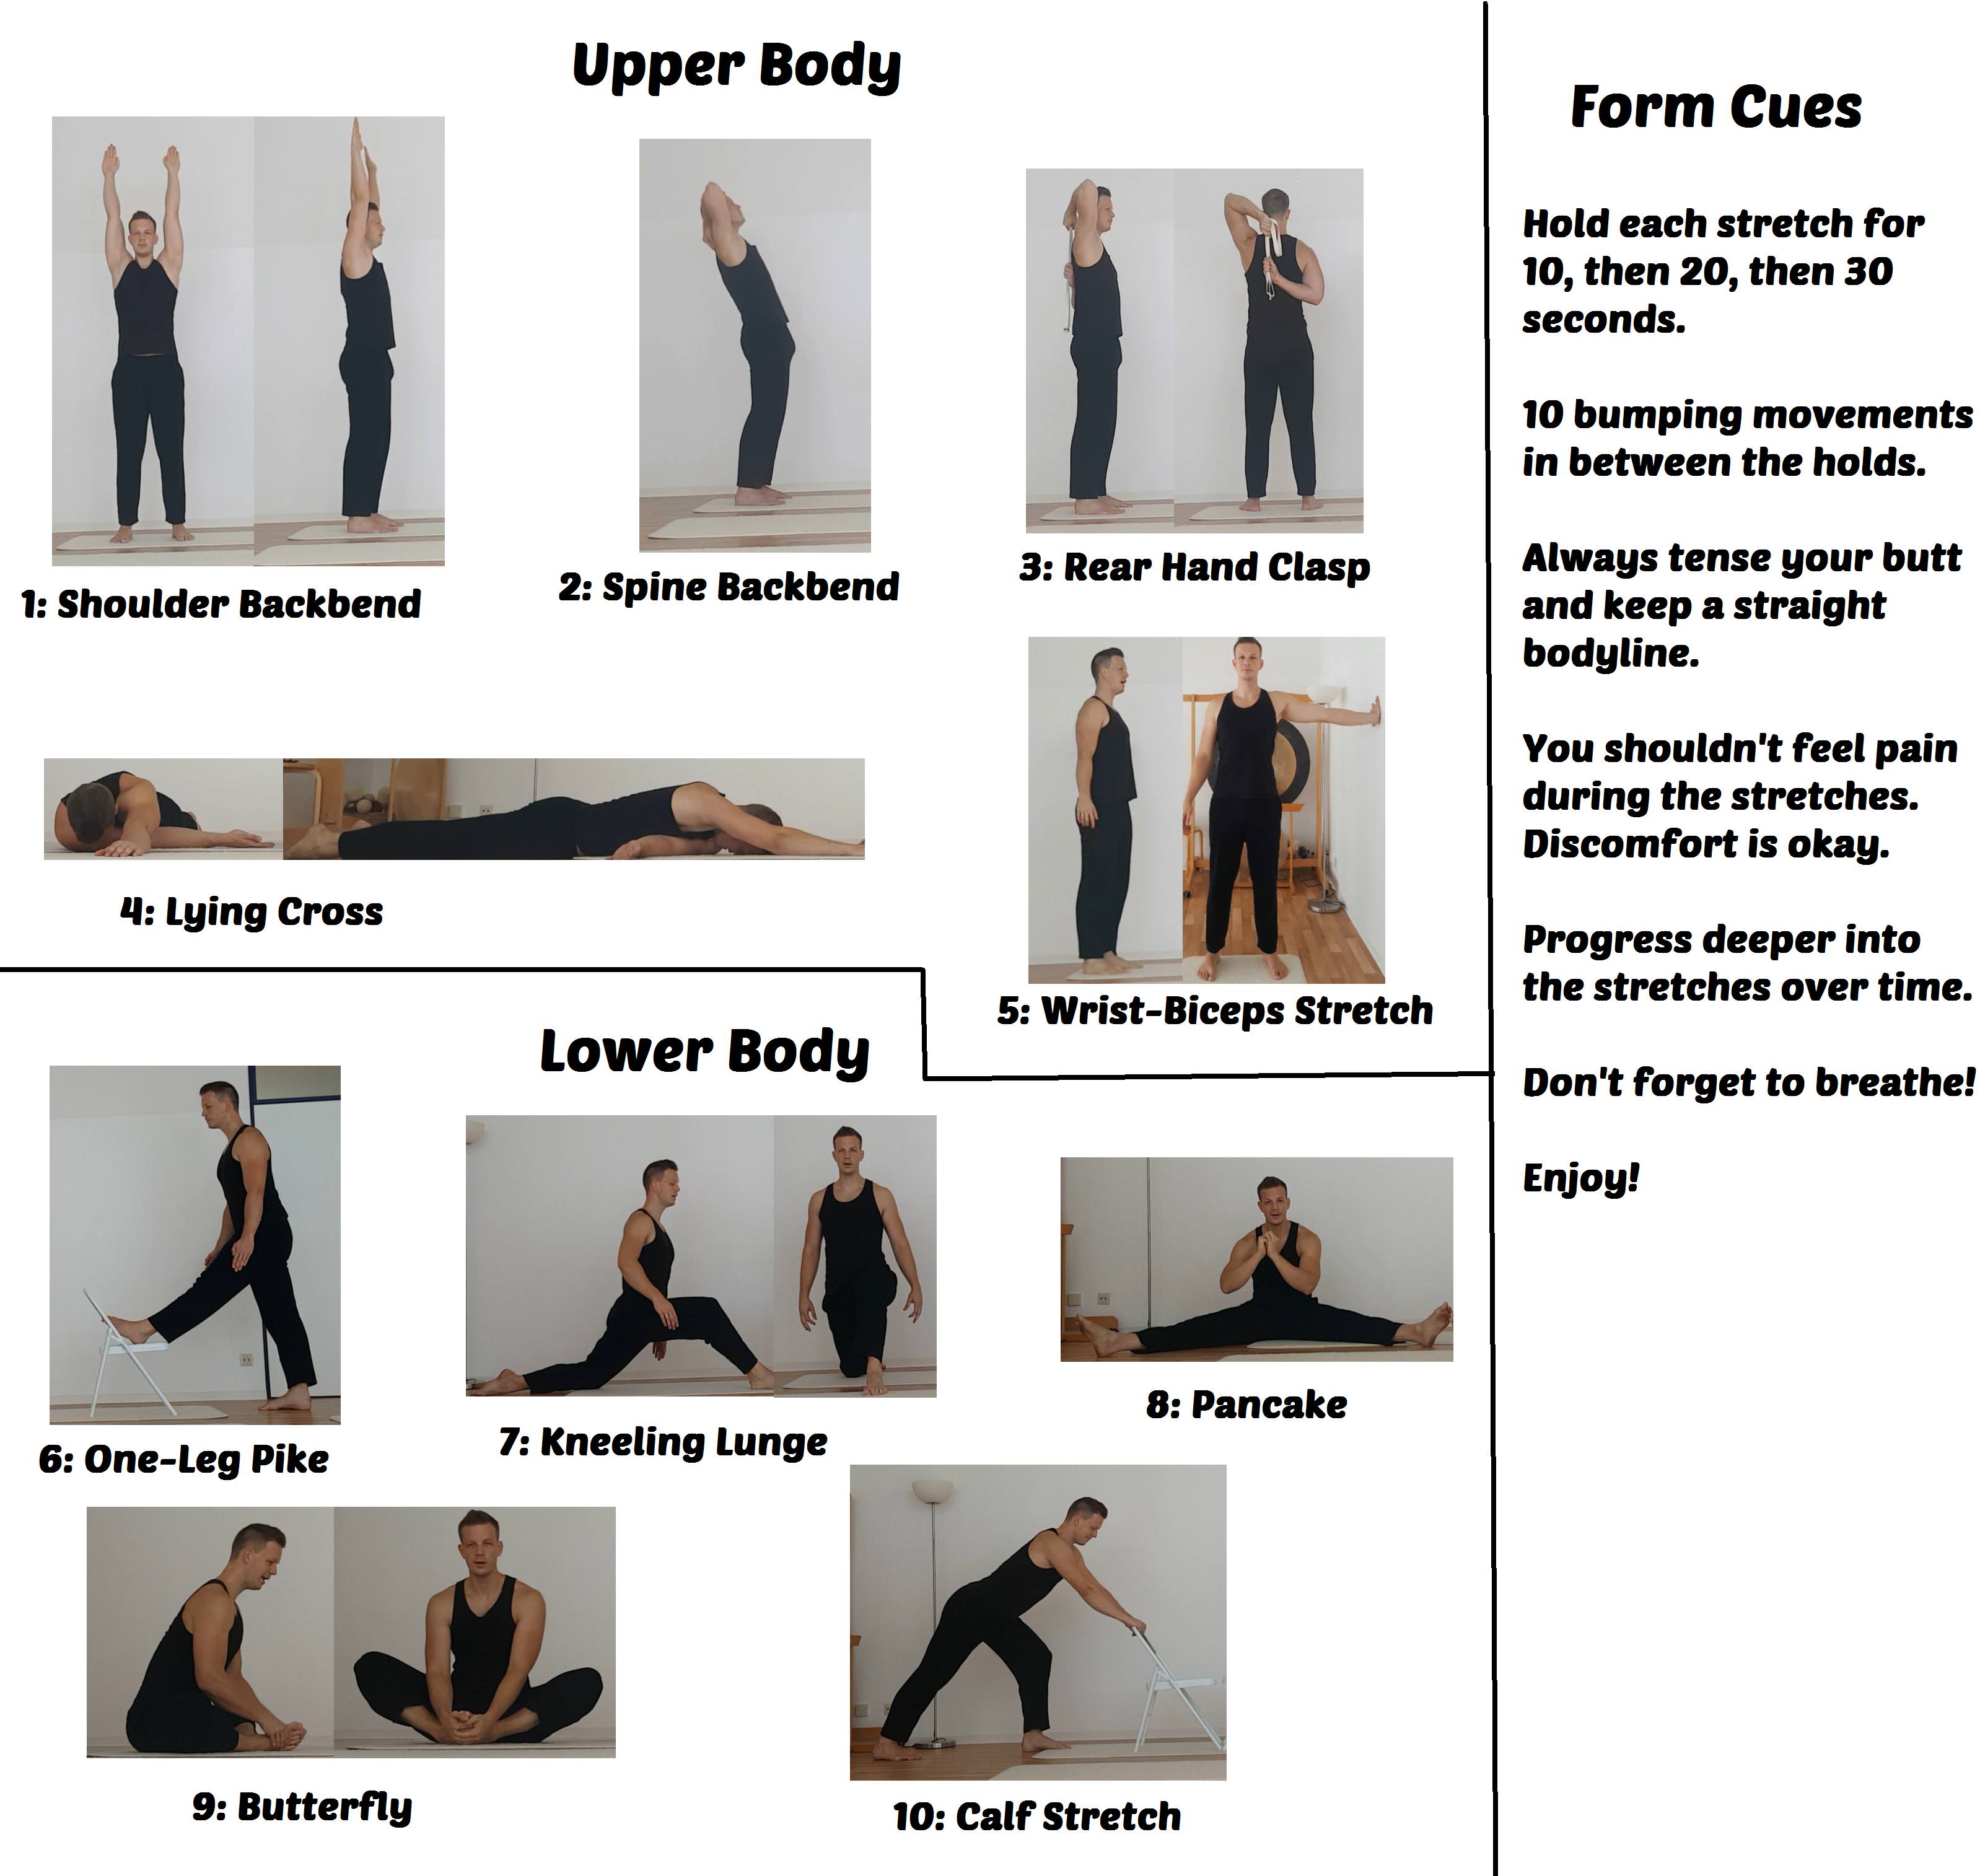 Upper Body
1: Shoulder Backbend
2: Spine Backbend
3: Rear Hand Clasp
4: Lying Cross
5: Wrist-Biceps Stretch
Lower Body
6: One-Leg Pike
7: Kneeling Lunge
8: Pancake
9: Butterfly
10: Calf Stretch
Form Cues
Hold each stretch for
10, then 20, then 30
seconds.
10 bumping movements
in between the holds.
Always tense your butt
and keep a straight
bodyline.
You shouldn't feel pain
during the stretches.
Discomfort is okay.
Progress deeper into
the stretches over time.
Don't forget to breathe!
Enjoy!